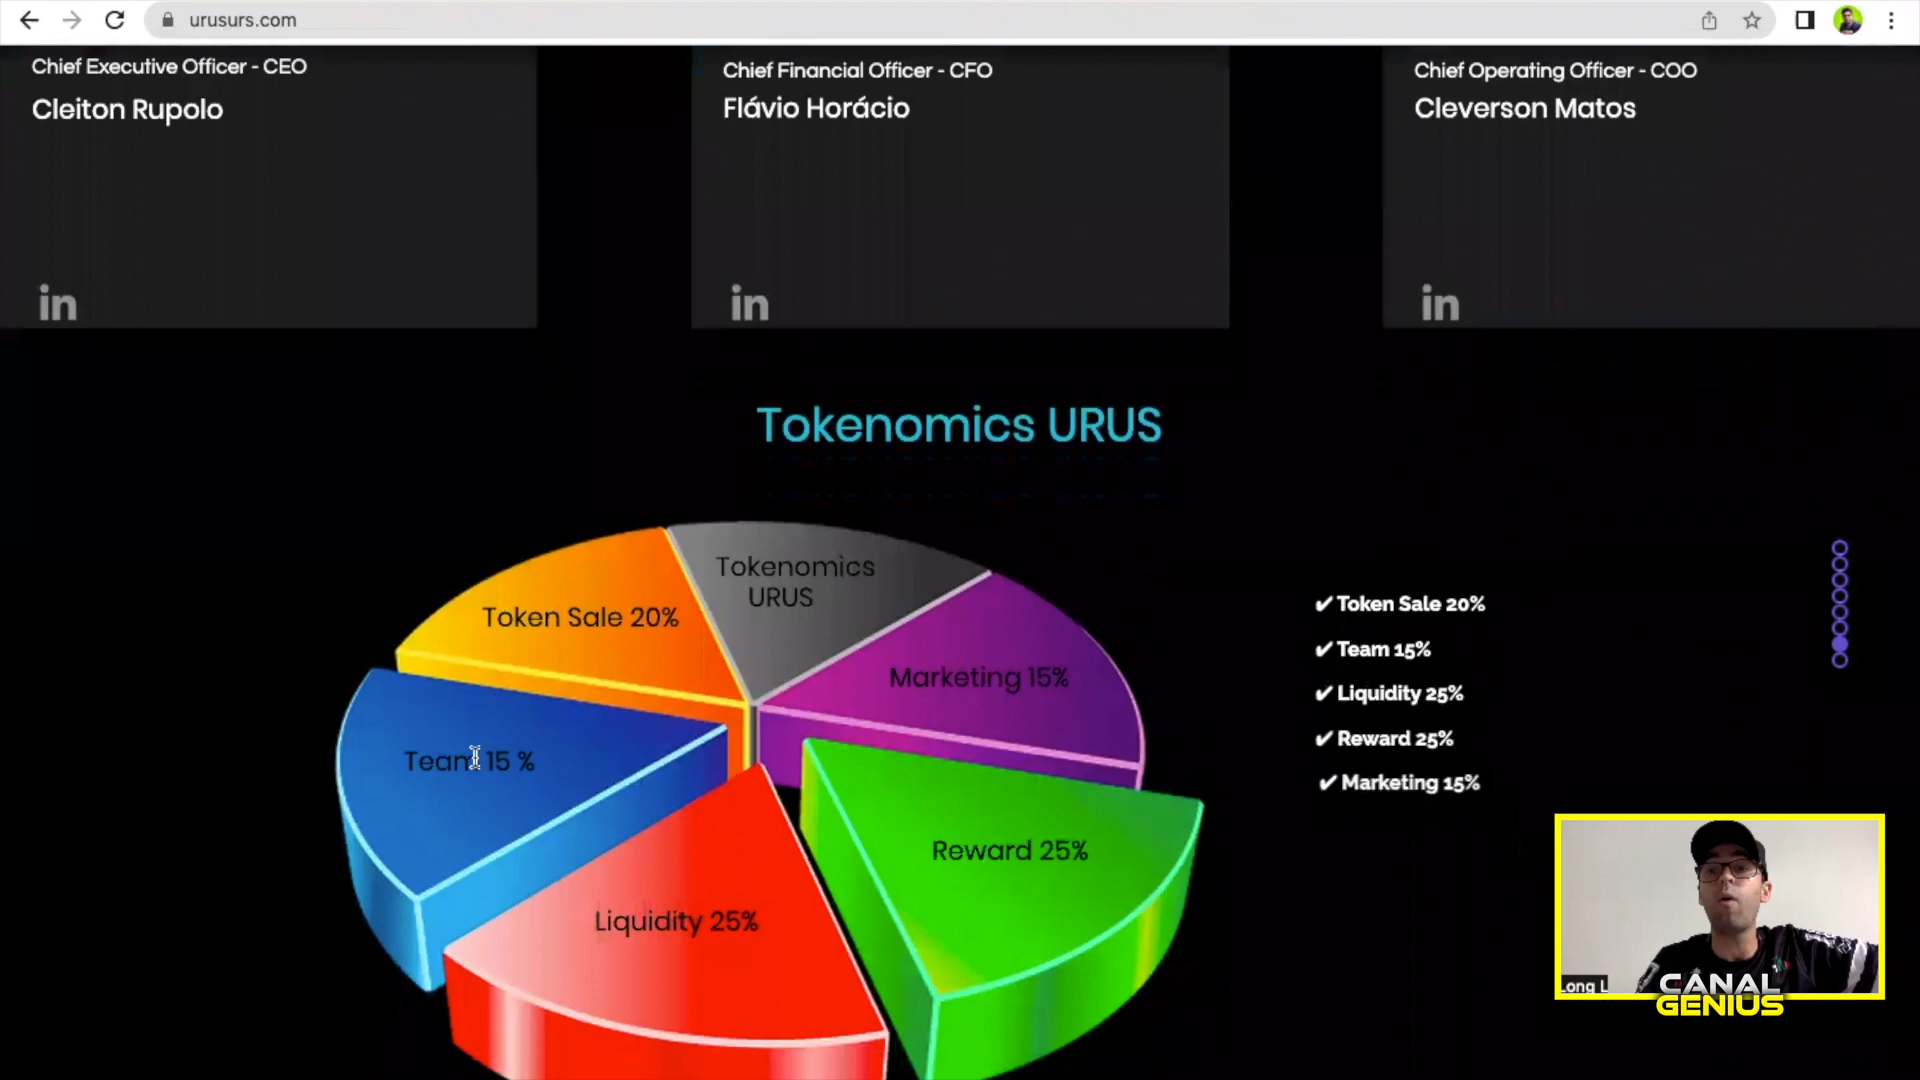 urusurs.com
Chief Executive Officer - CEO
Cleiton Rupolo
Chief Financial Officer - CFO
Flávio Horácio
Chief Operating Officer - COO
Cleverson Matos
in
in
in
Tokenomics URUS
Tokenomics
URUS
Token Sale 20%
Marketing 15%
Team 15 %
Reward 25%
Liquidity 25%
✔ Token Sale 20%
✔ Team 15%
✔ Liquidity 25%
✔ Reward 25%
✔ Marketing 15%
Long L
CANAL
GENIUS